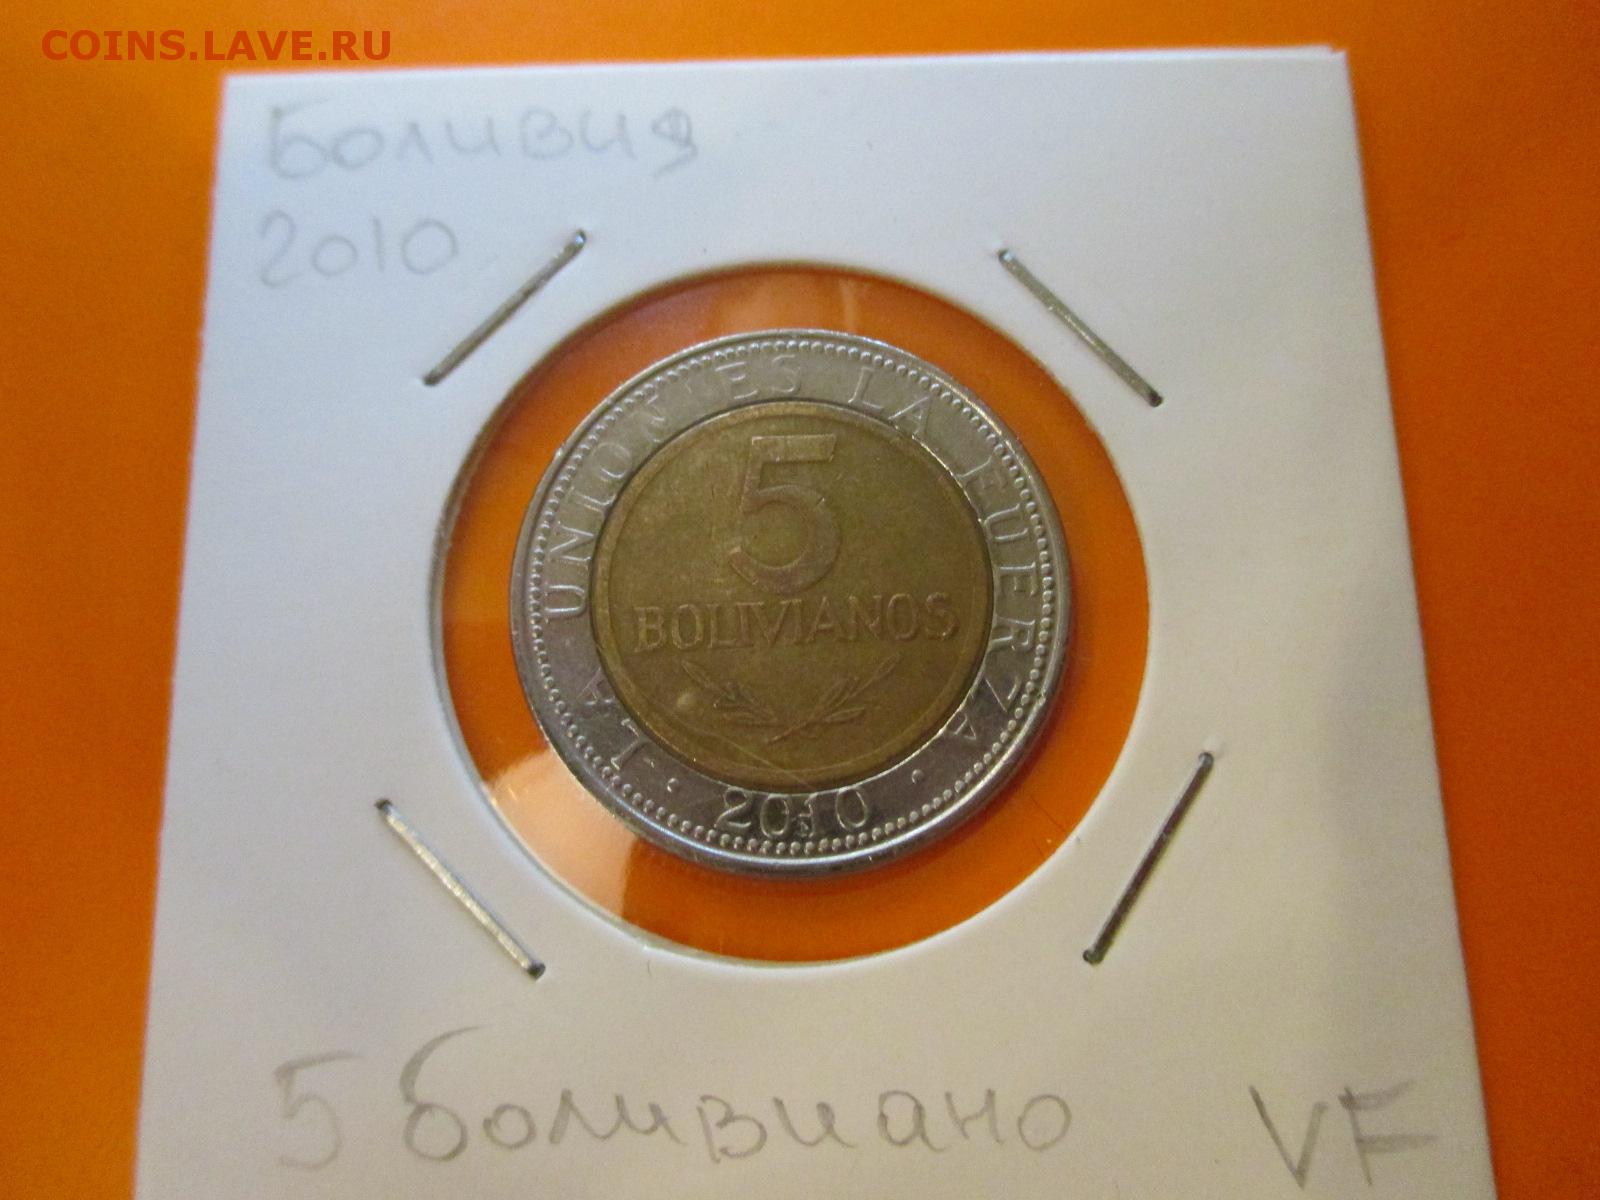 COINS.LAVE.RU
Боливия
2010
LA UNION ES LA FUERZA
5
BOLIVIANOS
2010
5 боливиано VF